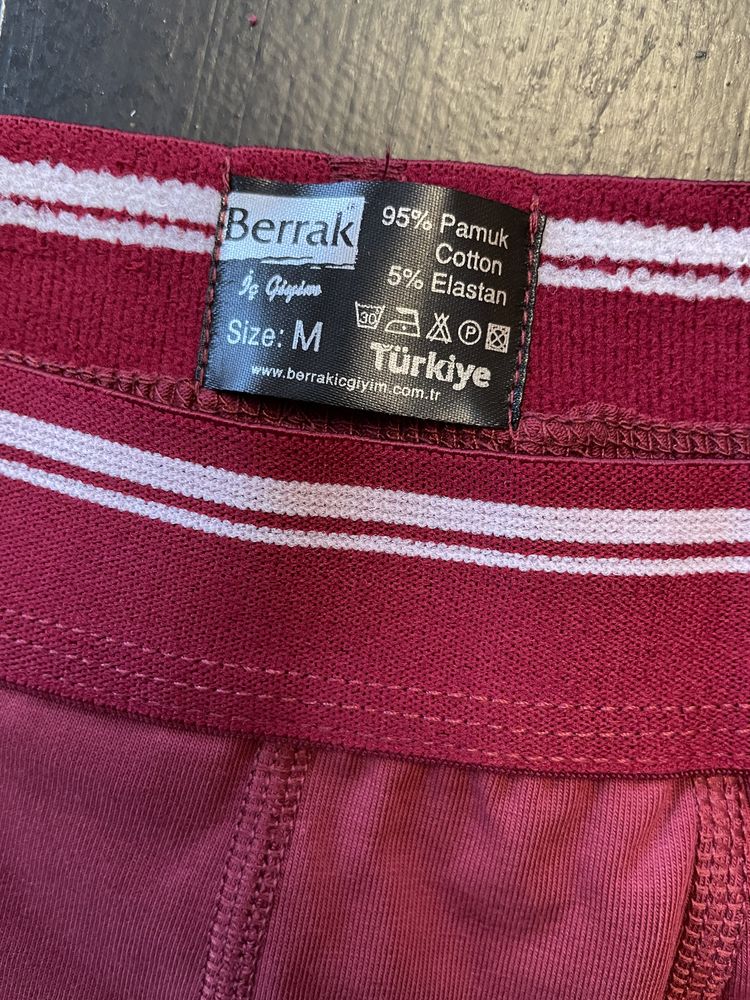 Berrak
İç Giyim
Size: M
95% Pamuk
Cotton
5% Elastan
30
P
Türkiye
www.berrakicgiyim.com.tr